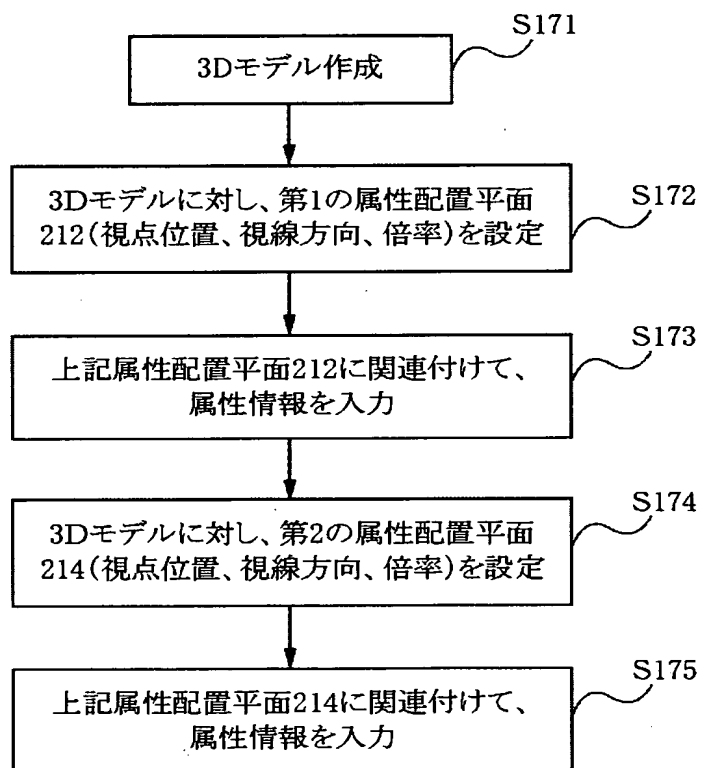 S171
3Dモデル作成
S172
3Dモデルに対し、第1の属性配置平面
212(視点位置、視線方向、倍率)を設定
S173
上記属性配置平面212に関連付けて、
属性情報を入力
S174
3Dモデルに対し、第2の属性配置平面
214(視点位置、視線方向、倍率)を設定
S175
上記属性配置平面214に関連付けて、
属性情報を入力